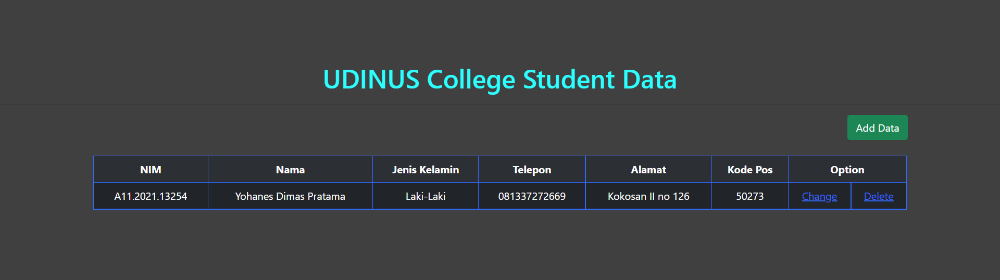 UDINUS College Student Data
Add Data
NIM Nama Jenis Kelamin Telepon Alamat Kode Pos Option
A11.2021.13254 Yohanes Dimas Pratama Laki-Laki 081337272669 Kokosan II no 126 50273 Change Delete